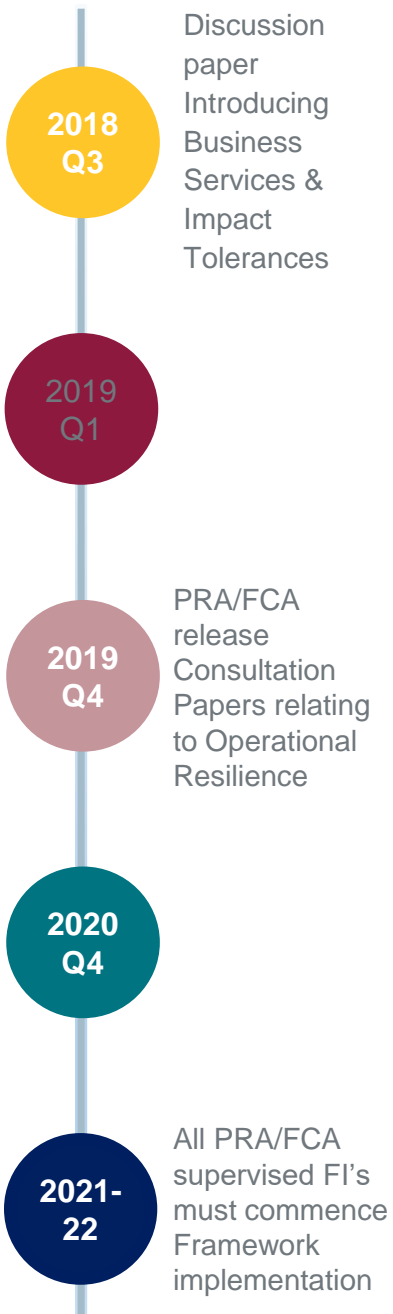 Discussion
paper
Introducing
Business
Services &
Impact
Tolerances
2018
Q3
2019
Q1
PRA/FCA
release
Consultation
Papers relating
to Operational
Resilience
2019
Q4
2020
Q4
All PRA/FCA
supervised FI's
must commence
Framework
implementation
2021-
22